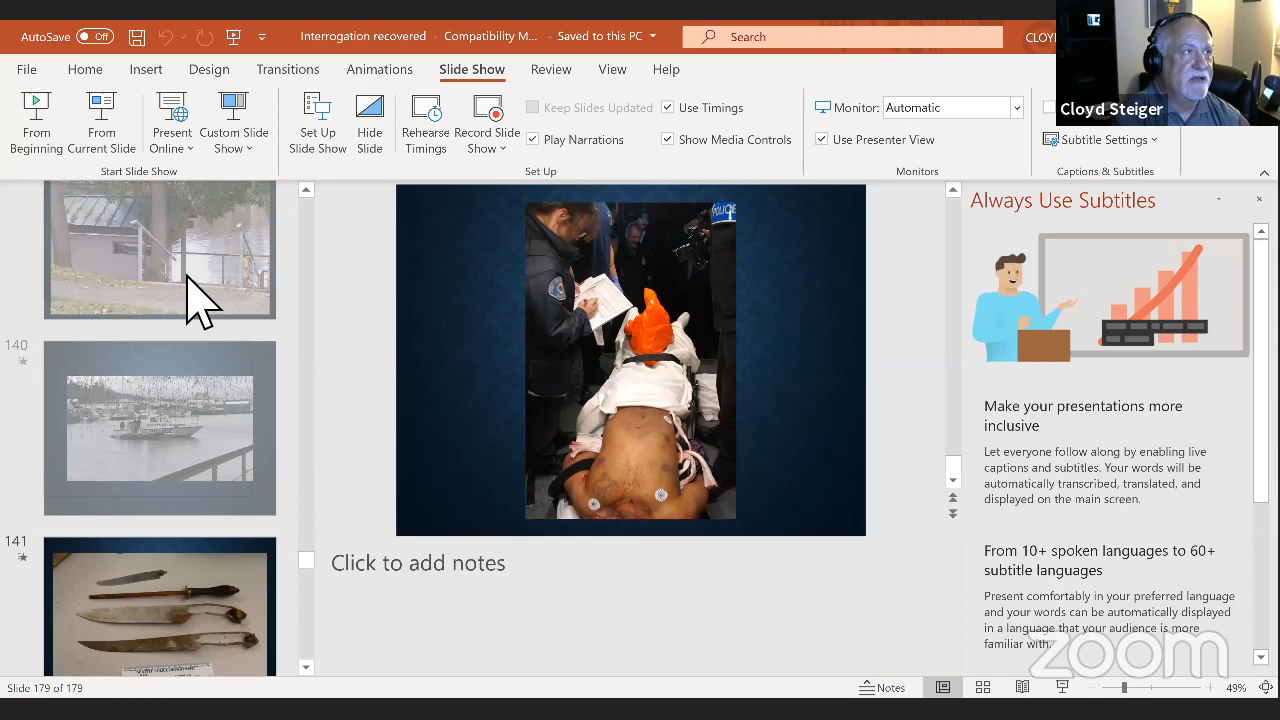 AutoSave Off
Interrogation recovered - Compatibility M... - Saved to this PC
Search
CLOY
Cloyd Steiger
File Home Insert Design Transitions Animations Slide Show Review View Help
From Beginning
From Current Slide
Present Online
Custom Slide Show
Start Slide Show
Set Up Slide Show
Hide Slide
Rehearse Timings
Record Slide Show
Keep Slides Updated
Play Narrations
Use Timings
Show Media Controls
Set Up
Monitor: Automatic
Use Presenter View
Monitors
Subtitle Settings
Captions & Subtitles
140
141
POLICE
Click to add notes
Always Use Subtitles
Make your presentations more
inclusive
Let everyone follow along by enabling live
captions and subtitles. Your words will be
automatically transcribed, translated, and
displayed on the main screen.
From 10+ spoken languages to 60+
subtitle languages
Present comfortably in your preferred language
and your words can be automatically displayed
in a language that your audience is more
familiar with.
zoom
Slide 179 of 179
Notes
49%